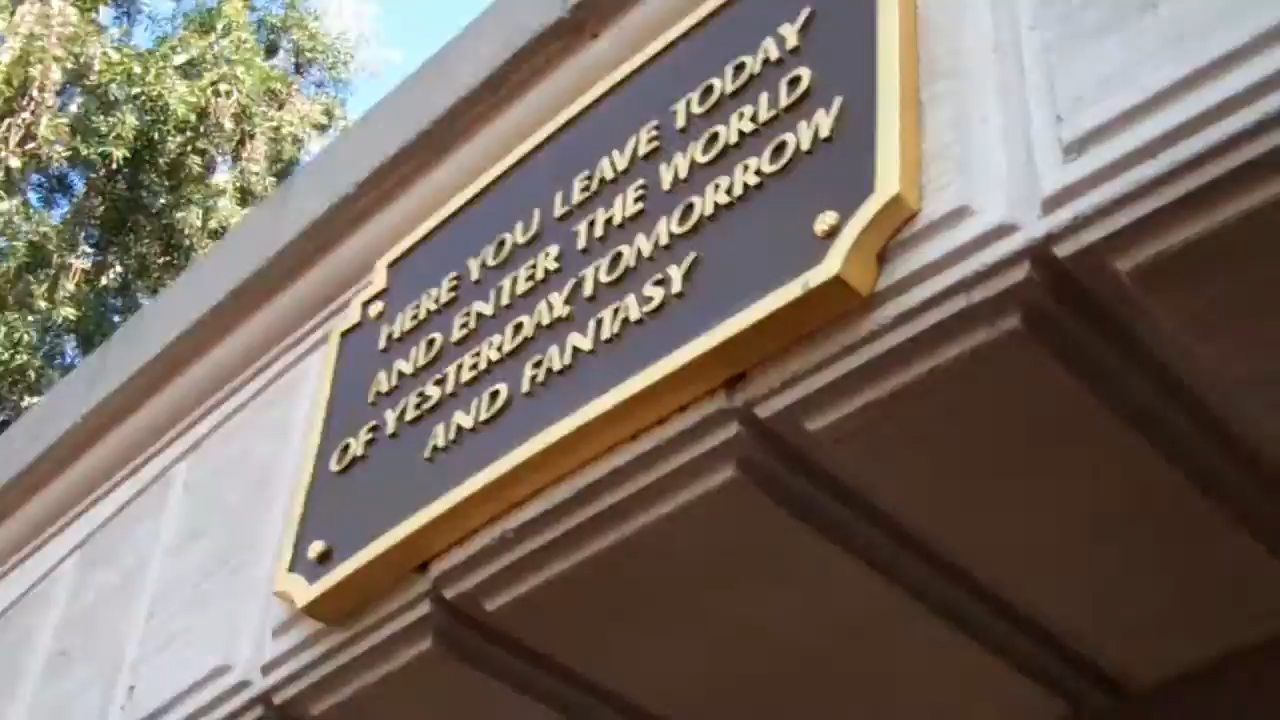 HERE YOU LEAVE TODAY
AND ENTER THE WORLD
OF YESTERDAY, TOMORROW
AND FANTASY